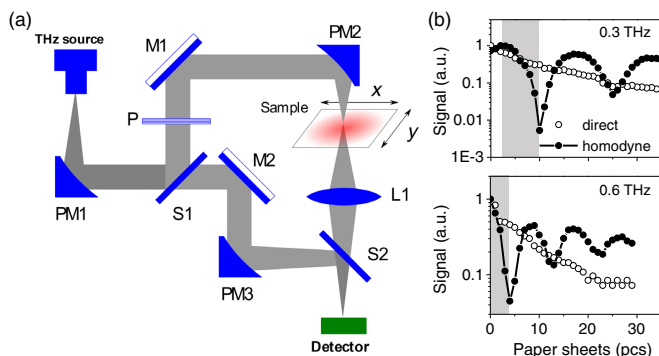 (a)
THz source
M1
PM2
Sample
x
y
P
M2
PM1
S1
L1
S2
PM3
Detector
(b)
Signal (a.u.)
1
0.1
0.01
1E-3
0.3 THz
direct
homodyne
Signal (a.u.)
1
0.1
0.6 THz
0 10 20 30
Paper sheets (pcs)